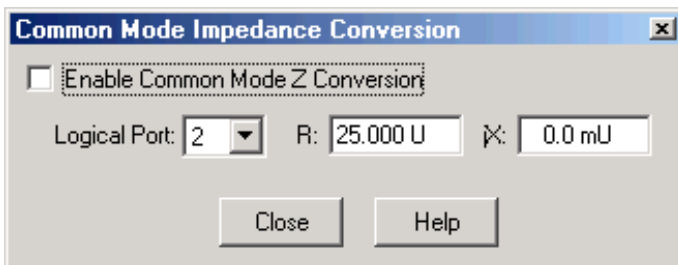 Common Mode Impedance Conversion
Enable Common Mode Z Conversion
Logical Port: 2 R: 25.000 U jX: 0.0 mU
Close Help